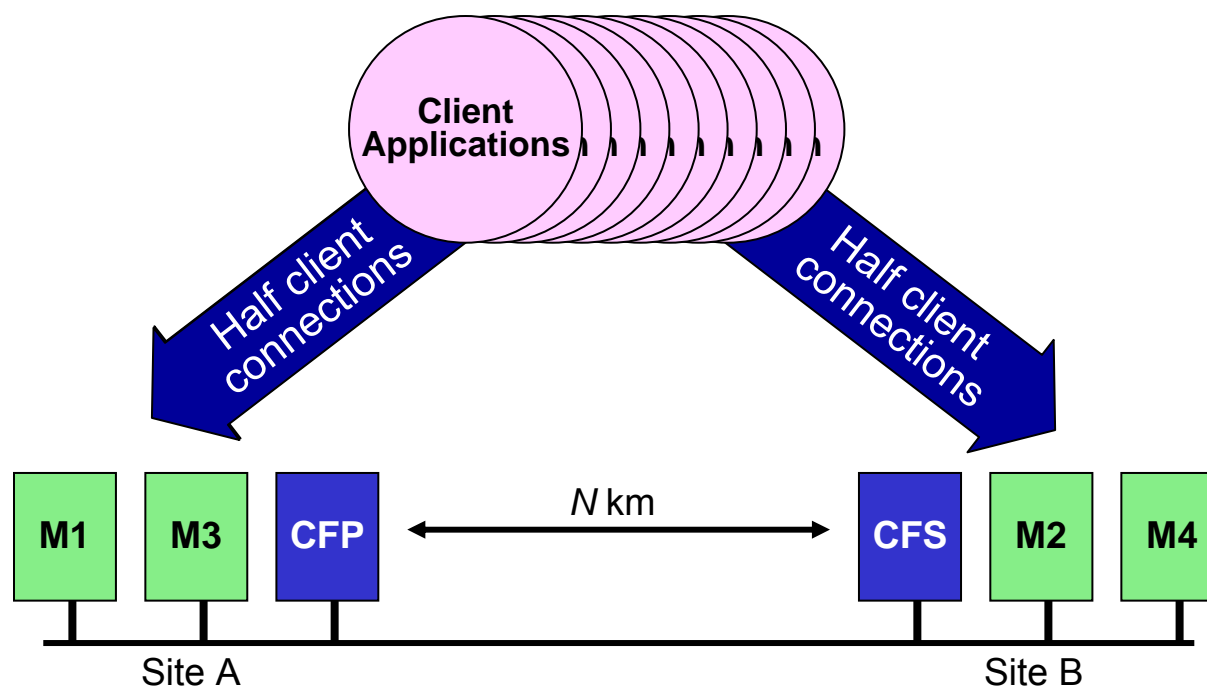 Client
Applications
n n n n n n n n
Half client
connections
Half client
connections
N km
M1 M3 CFP CFS M2 M4
Site A Site B